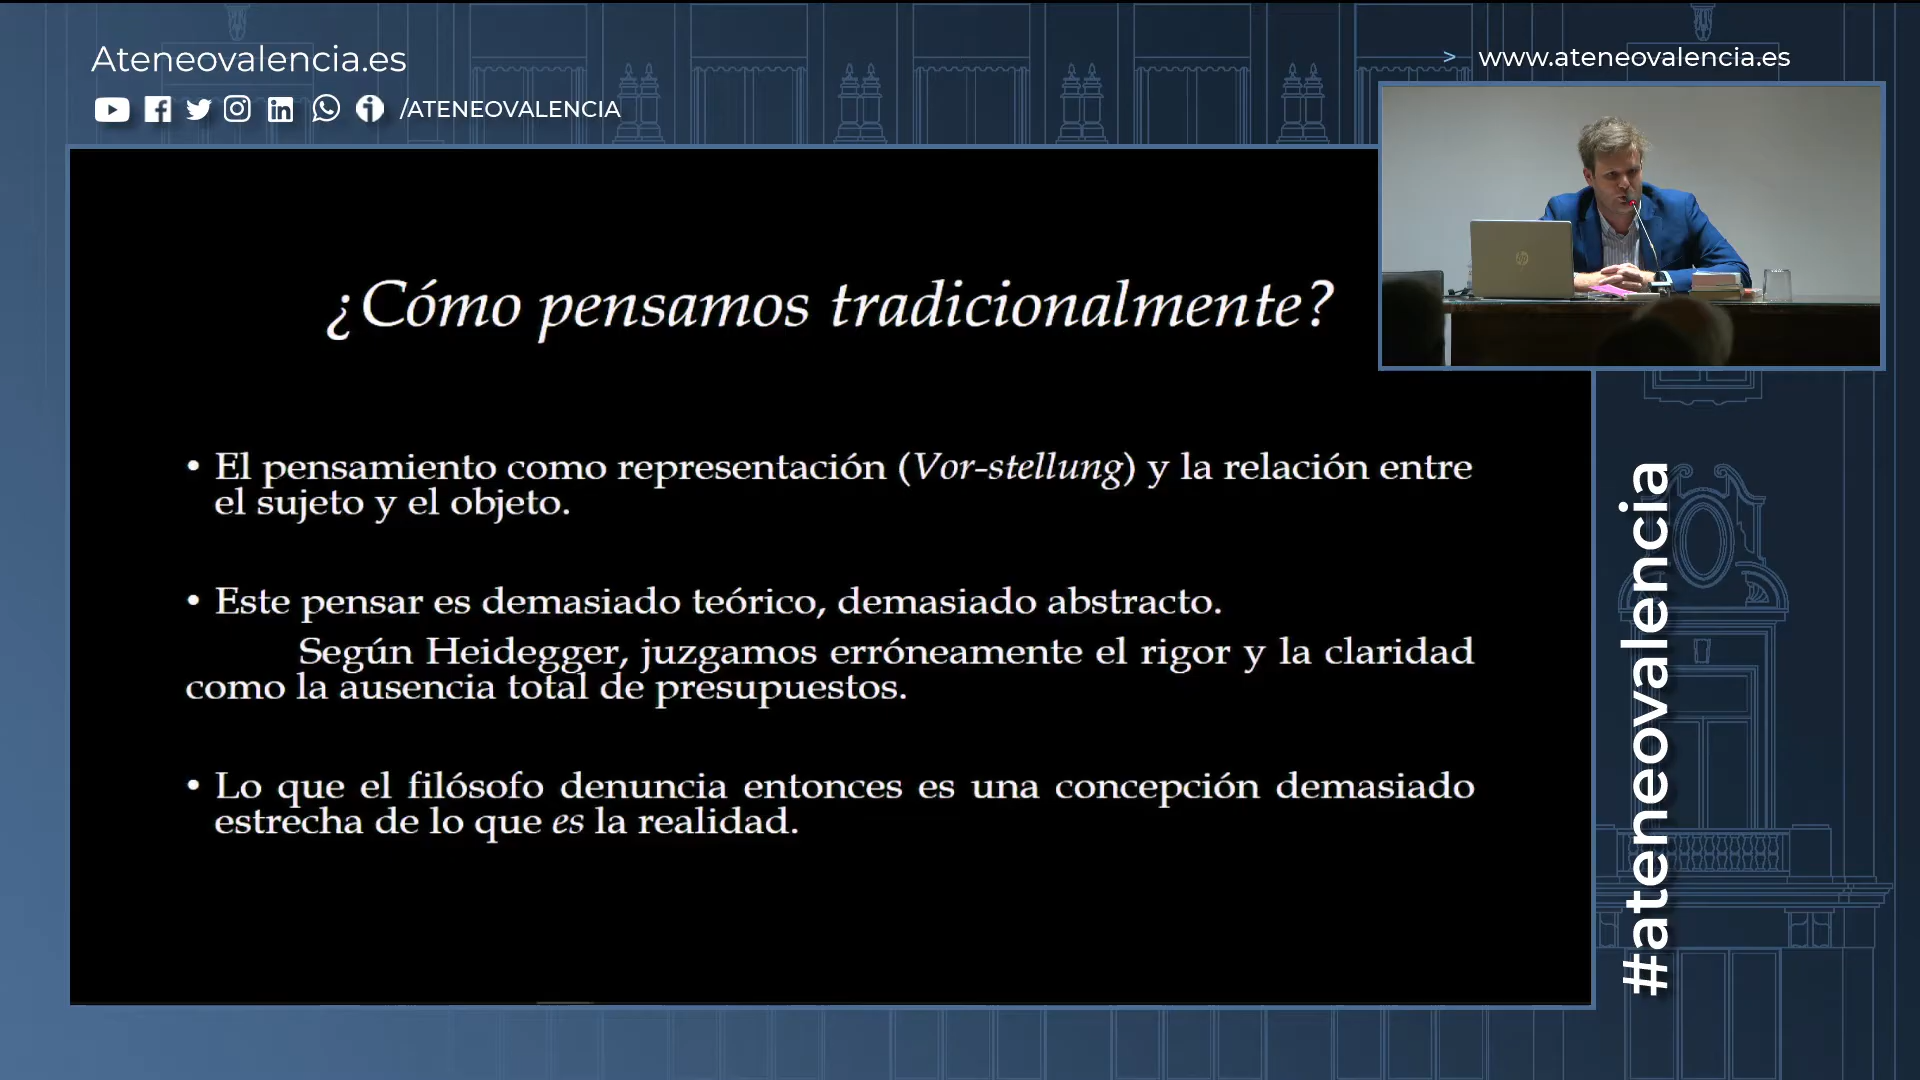 Ateneovalencia.es
/ATENEOVALENCIA
> www.ateneovalencia.es
¿Cómo pensamos tradicionalmente?
• El pensamiento como representación (Vor-stellung) y la relación entre
el sujeto y el objeto.
• Este pensar es demasiado teórico, demasiado abstracto.
Según Heidegger, juzgamos erróneamente el rigor y la claridad
como la ausencia total de presupuestos.
• Lo que el filósofo denuncia entonces es una concepción demasiado
estrecha de lo que es la realidad.
#ateneovalencia